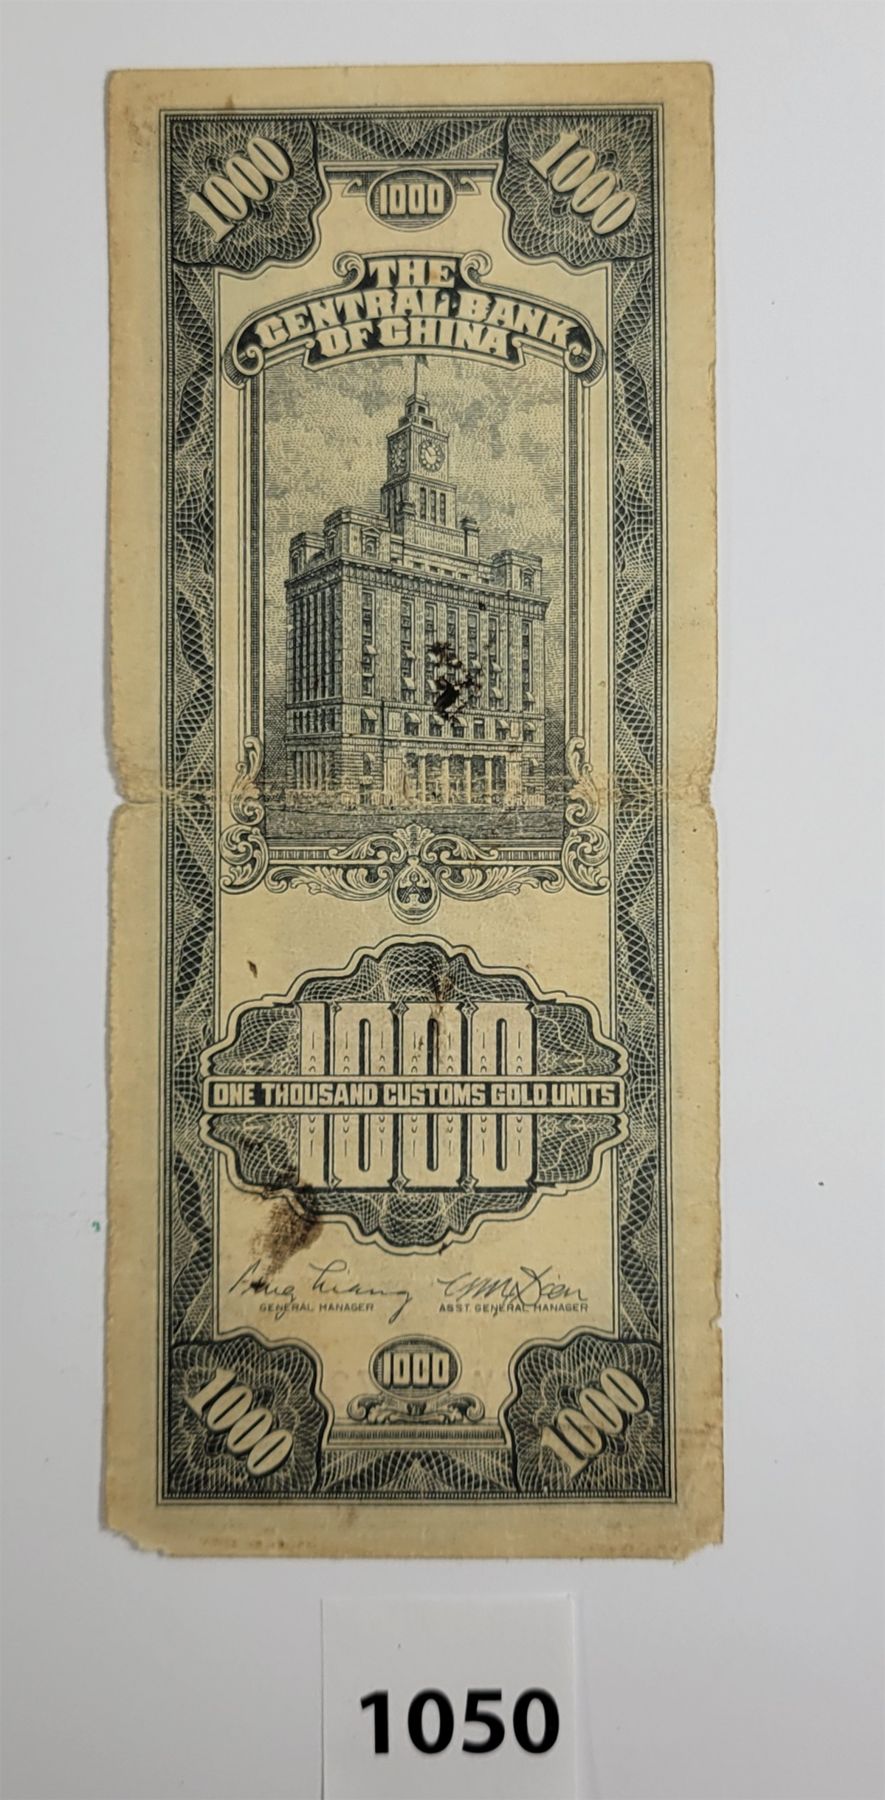 1000 1000
1000
THE
CENTRAL BANK
OF CHINA
1000
ONE THOUSAND CUSTOMS GOLD UNITS
GENERAL MANAGER ASST. GENERAL MANAGER
1000
1000 1000
1050